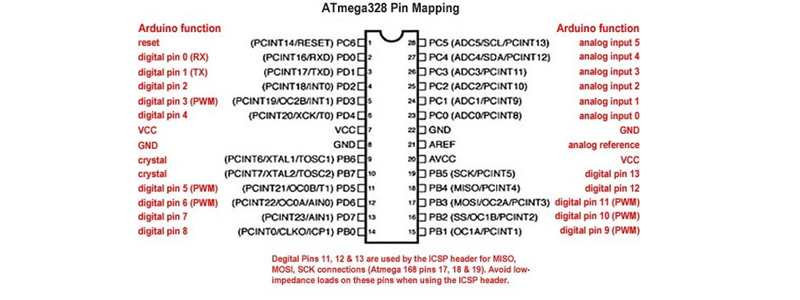 ATmega328 Pin Mapping
Arduino function Arduino function
reset (PCINT14/RESET) PC6 1 28 PC5 (ADC5/SCL/PCINT13) analog input 5
digital pin 0 (RX) (PCINT16/RXD) PD0 2 27 PC4 (ADC4/SDA/PCINT12) analog input 4
digital pin 1 (TX) (PCINT17/TXD) PD1 3 26 PC3 (ADC3/PCINT11) analog input 3
digital pin 2 (PCINT18/INT0) PD2 4 25 PC2 (ADC2/PCINT10) analog input 2
digital pin 3 (PWM) (PCINT19/OC2B/INT1) PD3 5 24 PC1 (ADC1/PCINT9) analog input 1
digital pin 4 (PCINT20/XCK/T0) PD4 6 23 PC0 (ADC0/PCINT8) analog input 0
VCC VCC 7 22 GND GND
GND GND 8 21 AREF analog reference
crystal (PCINT6/XTAL1/TOSC1) PB6 9 20 AVCC VCC
crystal (PCINT7/XTAL2/TOSC2) PB7 10 19 PB5 (SCK/PCINT5) digital pin 13
digital pin 5 (PWM) (PCINT21/OC0B/T1) PD5 11 18 PB4 (MISO/PCINT4) digital pin 12
digital pin 6 (PWM) (PCINT22/OC0A/AIN0) PD6 12 17 PB3 (MOSI/OC2A/PCINT3) digital pin 11 (PWM)
digital pin 7 (PCINT23/AIN1) PD7 13 16 PB2 (SS/OC1B/PCINT2) digital pin 10 (PWM)
digital pin 8 (PCINT0/CLKO/ICP1) PB0 14 15 PB1 (OC1A/PCINT1) digital pin 9 (PWM)
Degital Pins 11, 12 & 13 are used by the ICSP header for MISO,
MOSI, SCK connections (Atmega 168 pins 17, 18 & 19). Avoid low-
impedance loads on these pins when using the ICSP header.